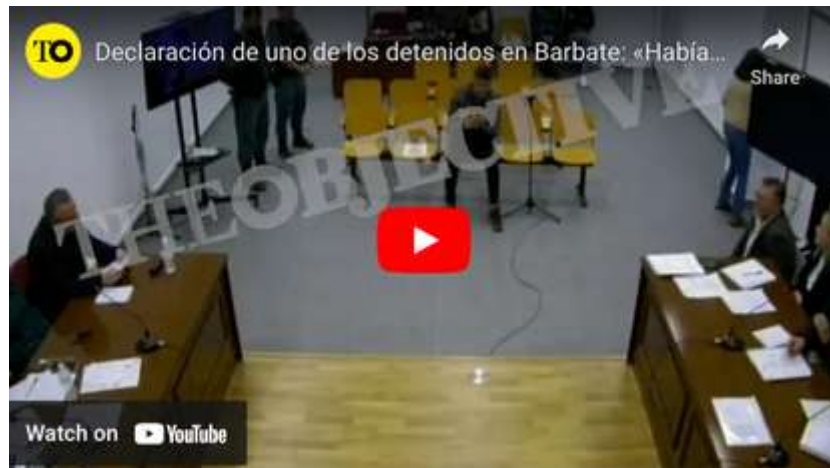 TO
Declaración de uno de los detenidos en Barbate: «Había...
Share
THEOBJECTIVE
Watch on YouTube